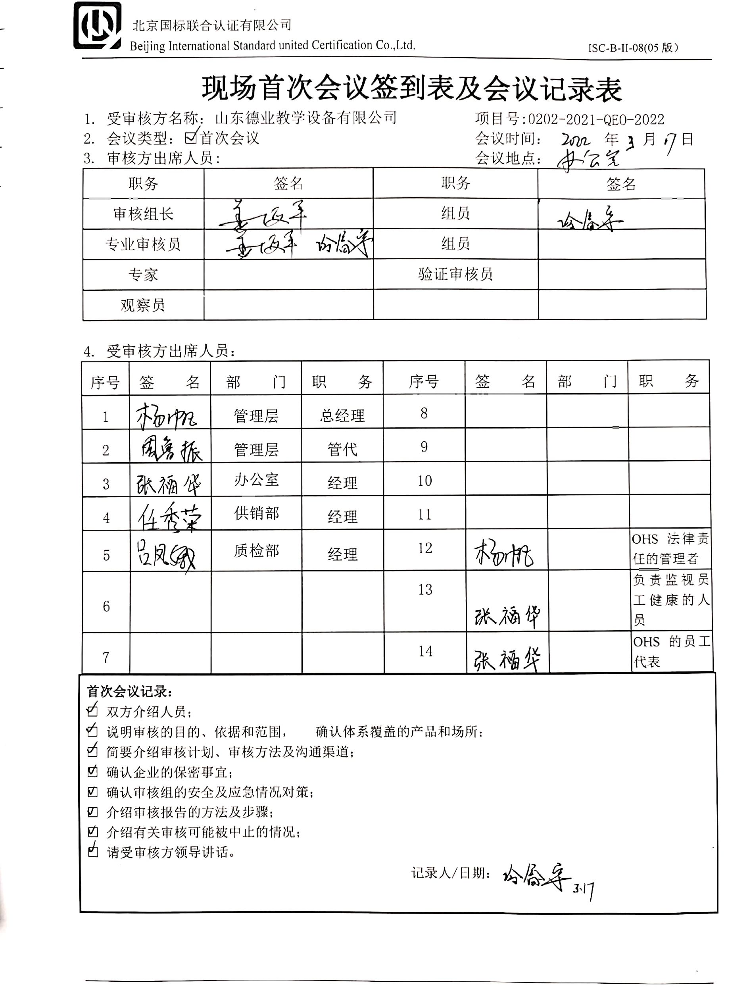 北京国标联合认证有限公司
Beijing International Standard united Certification Co.,Ltd.
ISC-B-II-08(05 版)
现场首次会议签到表及会议记录表
1. 受审核方名称：山东德业教学设备有限公司 项目号:0202-2021-QEO-2022
2. 会议类型：☑首次会议 会议时间： 2022 年 3 月 17 日
3. 审核方出席人员： 会议地点： 办公室
职务 签名 职务 签名
审核组长 组员
专业审核员 组员
专家 验证审核员
观察员
4. 受审核方出席人员：
序号 签 名 部 门 职 务 序号 签 名 部 门 职 务
1 杨帆 管理层 总经理 8
2 周鲁振 管理层 管代 9
3 张福华 办公室 经理 10
4 任秀荣 供销部 经理 11
5 吕凤敏 质检部 经理 12 杨帆 OHS 法律责
任的管理者
6 13 张福华 负责监视员
工健康的人
员
7 14 张福华 OHS 的员工
代表
首次会议记录：
☑ 双方介绍人员；
☑ 说明审核的目的、依据和范围， 确认体系覆盖的产品和场所；
☑ 简要介绍审核计划、审核方法及沟通渠道；
☑ 确认企业的保密事宜；
☑ 确认审核组的安全及应急情况对策；
☑ 介绍审核报告的方法及步骤；
☑ 介绍有关审核可能被中止的情况；
☑ 请受审核方领导讲话。
记录人/日期： 3.17